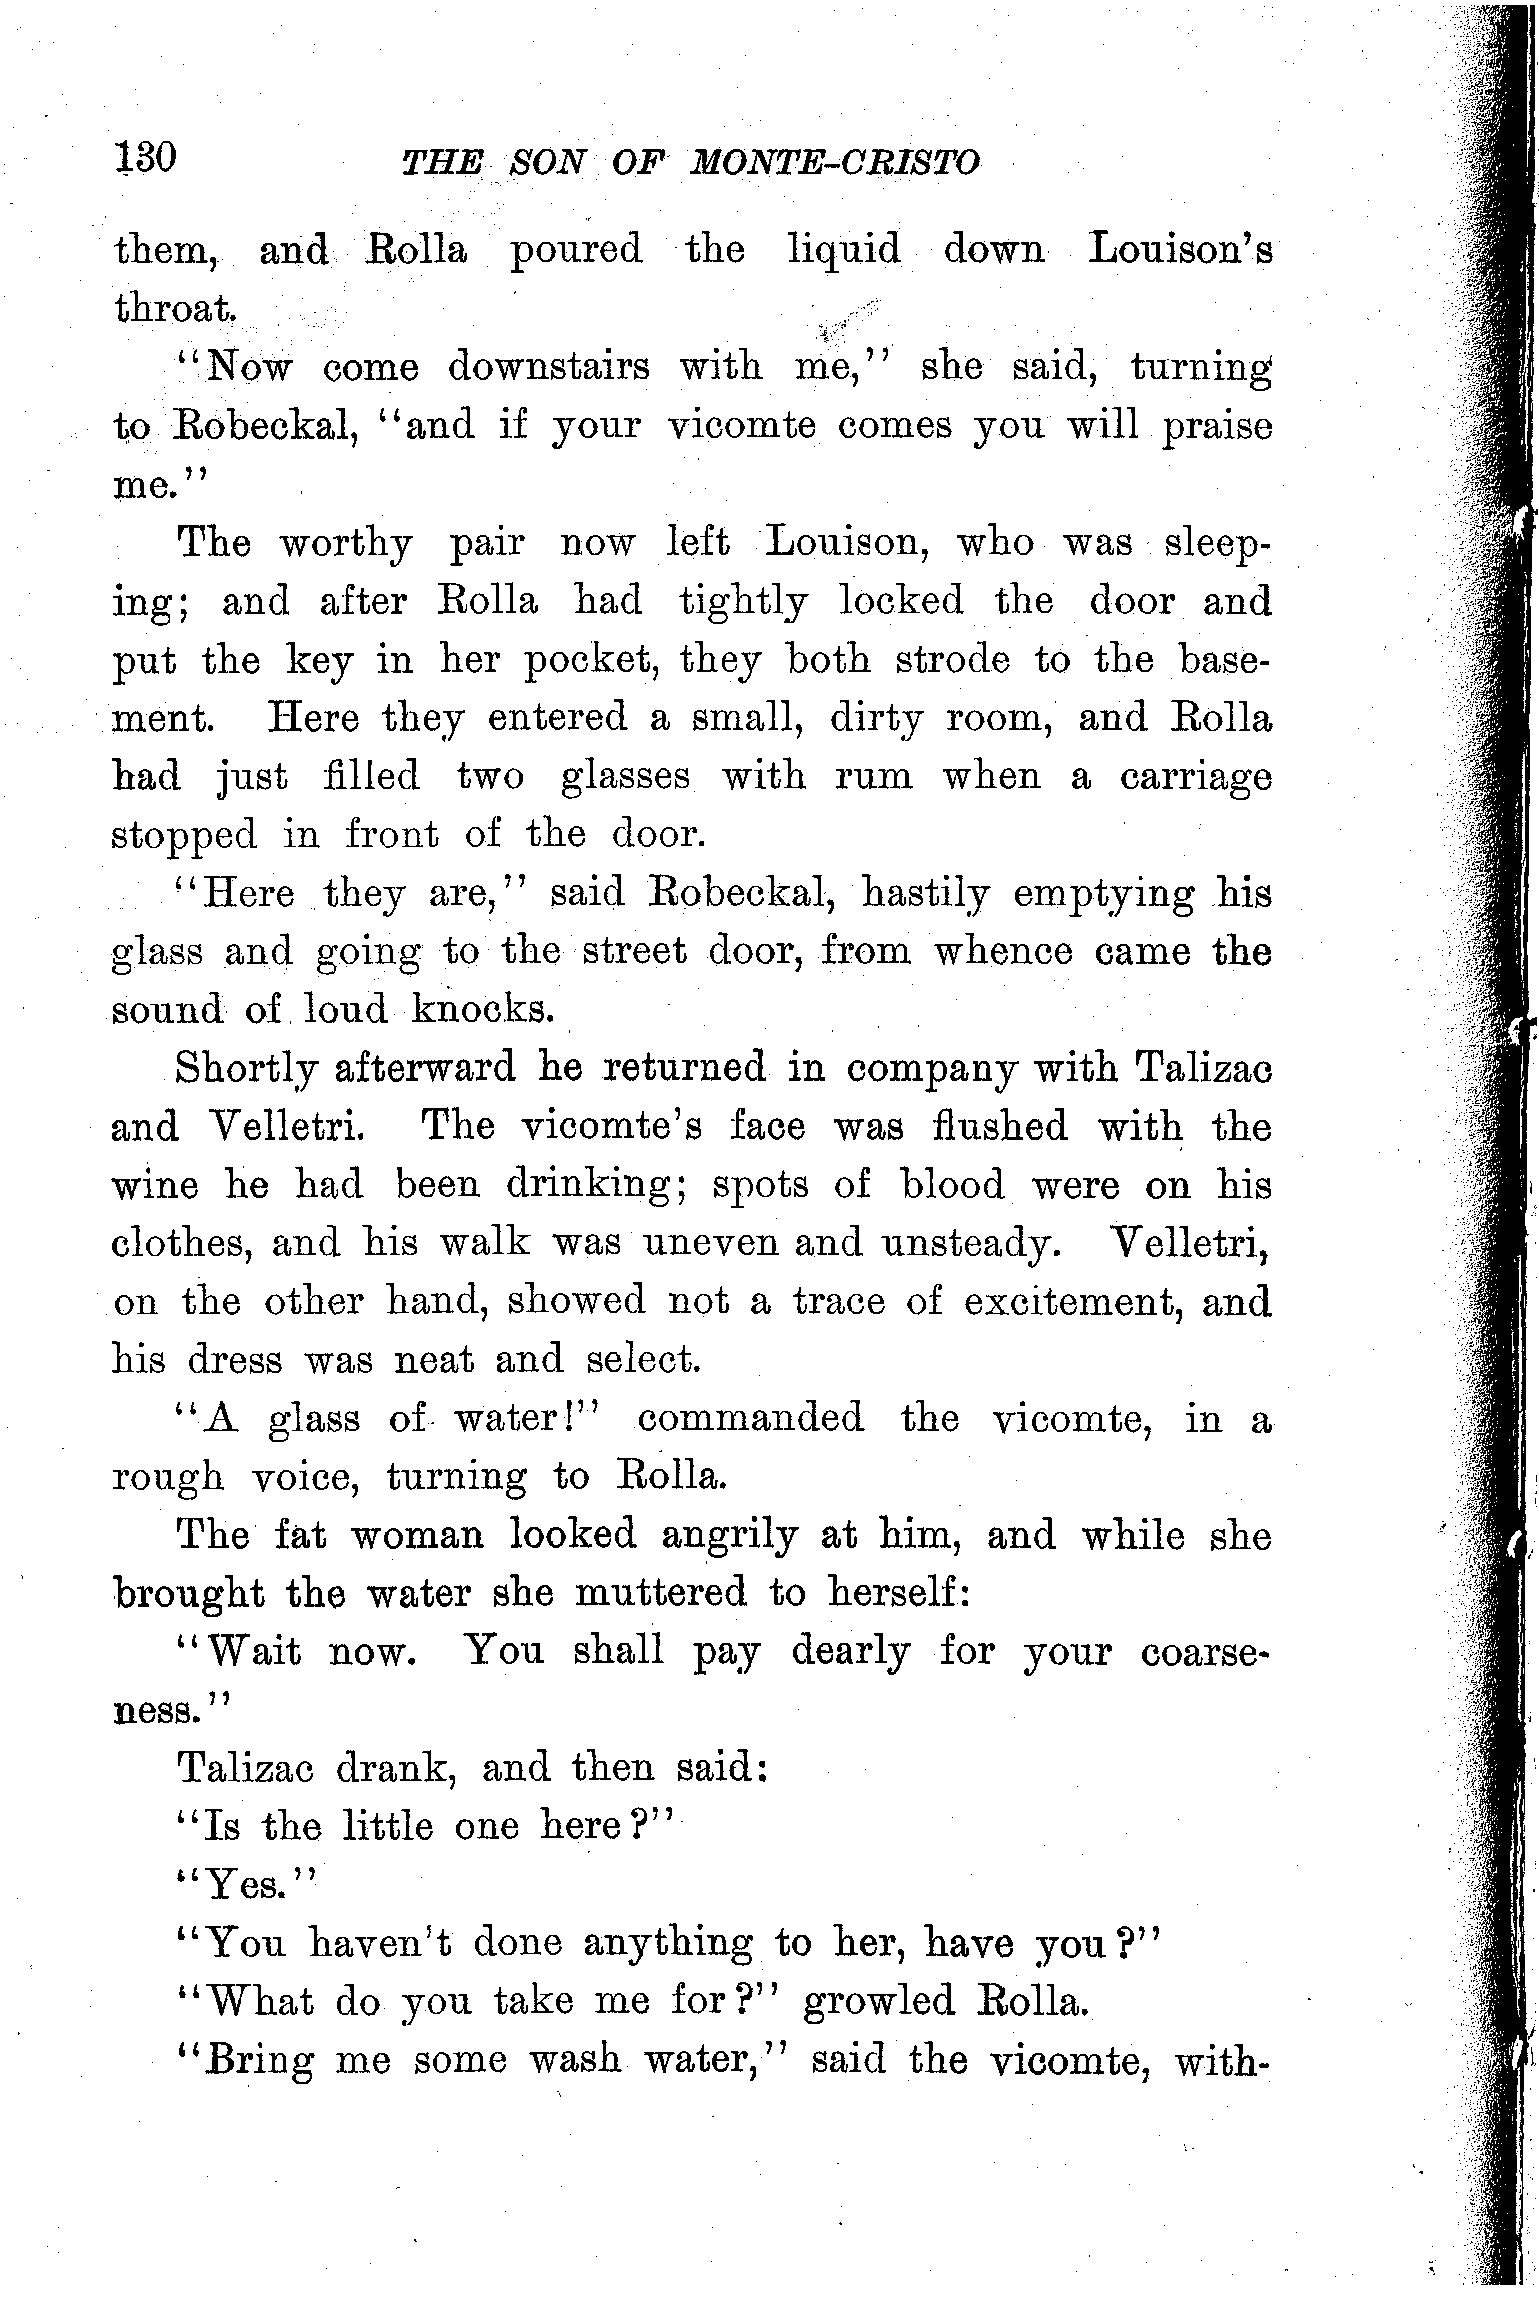 130 THE SON OF MONTE-CRISTO
them, and Rolla poured the liquid down Louison's
throat.
"Now come downstairs with me," she said, turning
to Robeckal, "and if your vicomte comes you will praise
me."
The worthy pair now left Louison, who was sleep-
ing; and after Rolla had tightly locked the door and
put the key in her pocket, they both strode to the base-
ment. Here they entered a small, dirty room, and Rolla
had just filled two glasses with rum when a carriage
stopped in front of the door.
"Here they are," said Robeckal, hastily emptying his
glass and going to the street door, from whence came the
sound of loud knocks.
Shortly afterward he returned in company with Talizac
and Velletri. The vicomte's face was flushed with the
wine he had been drinking; spots of blood were on his
clothes, and his walk was uneven and unsteady. Velletri,
on the other hand, showed not a trace of excitement, and
his dress was neat and select.
"A glass of water!" commanded the vicomte, in a
rough voice, turning to Rolla.
The fat woman looked angrily at him, and while she
brought the water she muttered to herself:
"Wait now. You shall pay dearly for your coarse-
ness."
Talizac drank, and then said:
"Is the little one here?"
"Yes."
"You haven't done anything to her, have you?"
"What do you take me for?" growled Rolla.
"Bring me some wash water," said the vicomte, with-